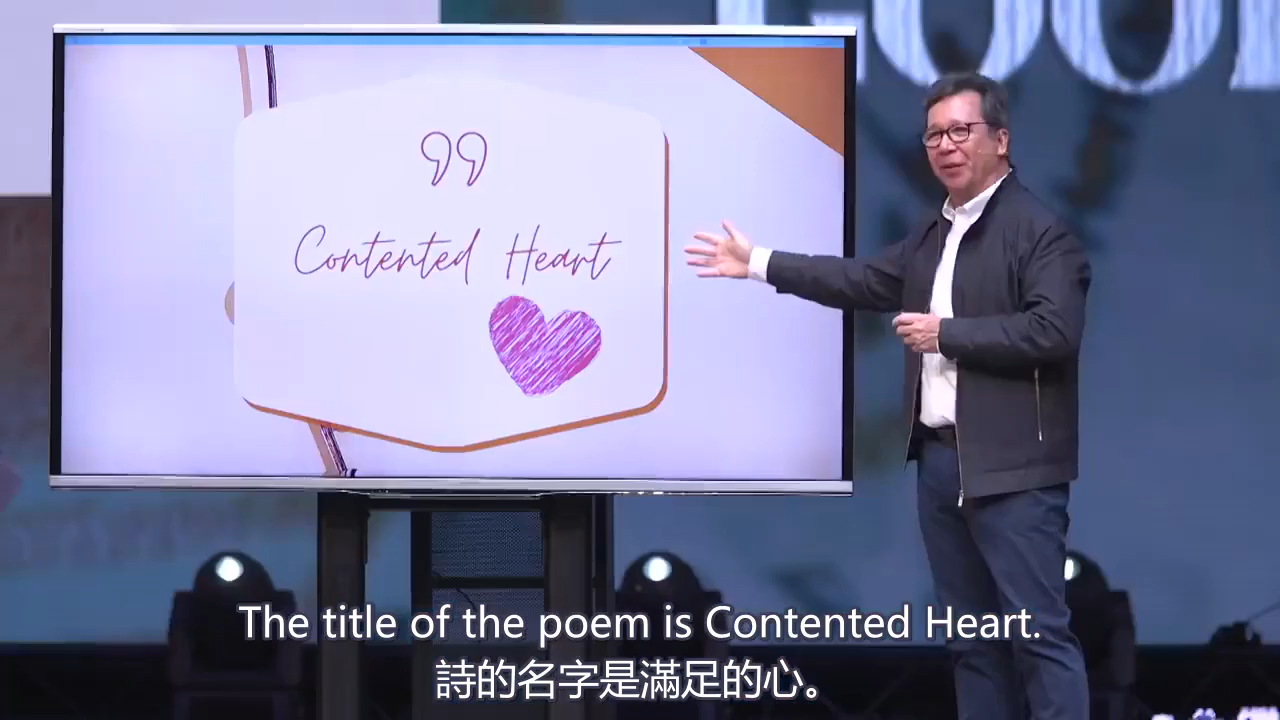 Contented Heart
The title of the poem is Contented Heart.
詩的名字是滿足的心。